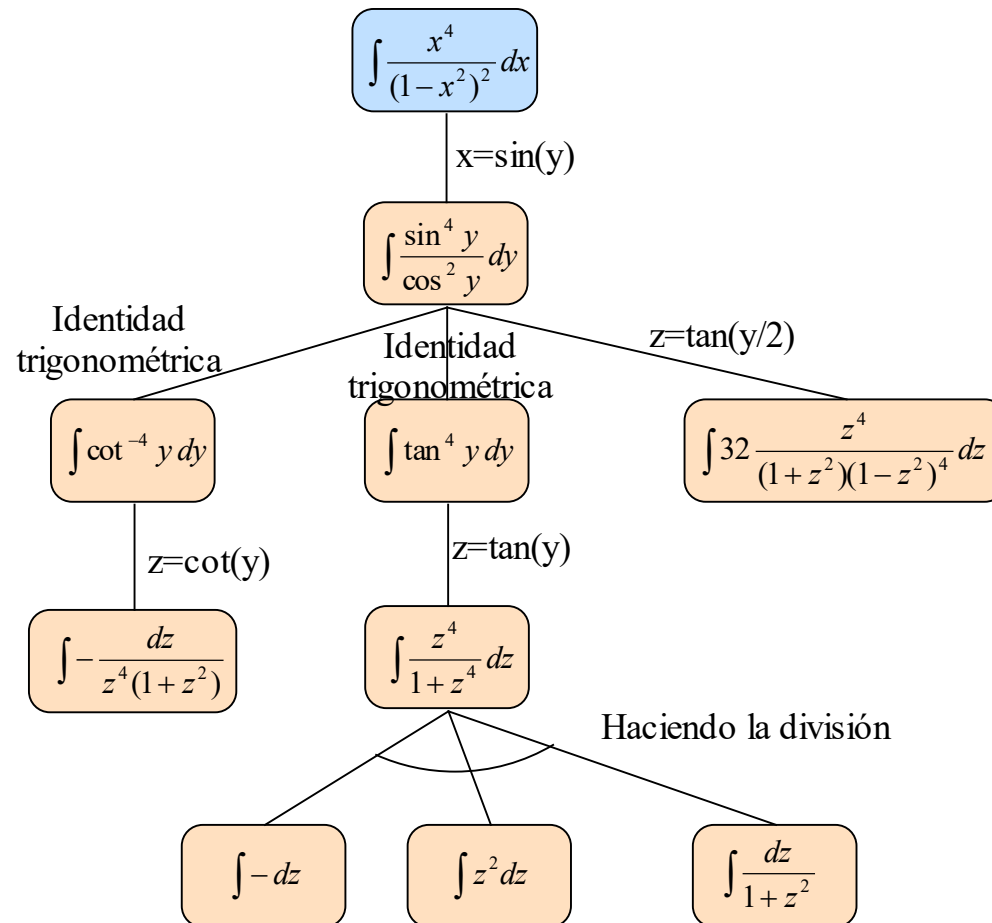 ∫ x⁴/(1 − x²)² dx
x=sin(y)
∫ sin⁴ y/cos² y dy
Identidad
trigonométrica
Identidad
trigonométrica
z=tan(y/2)
∫ cot⁻⁴ y dy
∫ tan⁴ y dy
∫ 32 z⁴/((1 + z²)(1 − z²)⁴) dz
z=cot(y)
z=tan(y)
∫ − dz/(z⁴(1 + z²))
∫ z⁴/(1 + z⁴) dz
Haciendo la división
∫ − dz
∫ z² dz
∫ dz/(1 + z²)